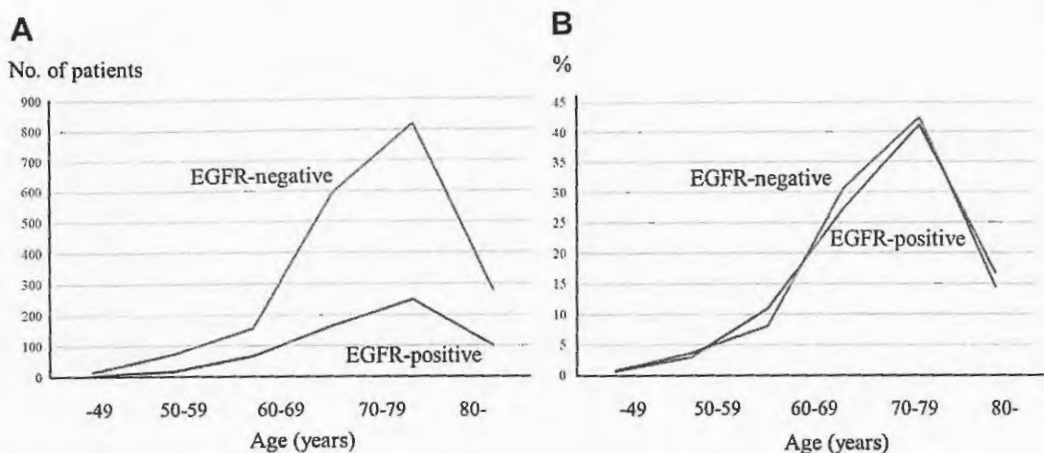 A
No. of patients
900
800
700
600
500
400
300
200
100
0
EGFR-negative
EGFR-positive
-49 50-59 60-69 70-79 80-
Age (years)
B
%
45
40
35
30
25
20
15
10
5
0
EGFR-negative
EGFR-positive
-49 50-59 60-69 70-79 80-
Age (years)